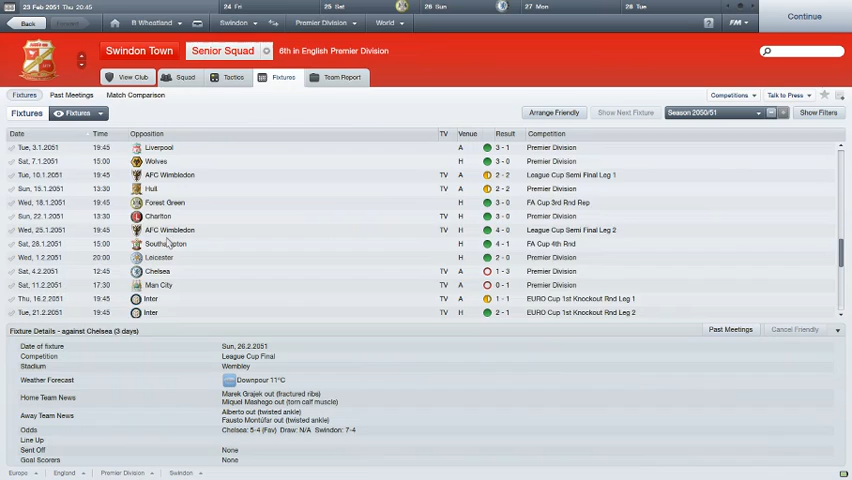 23 Feb 2051 Thu 20.45 24 Fri 25 Sat 26 Sun 27 Mon 28 Tue
Back B Wheatland Swindon Premier Division World ? FM Continue
Swindon Town Senior Squad 6th in English Premier Division
View Club Squad Tactics Fixtures Team Report
Fixtures Past Meetings Match Comparison Competitions Talk to Press
Fixtures Fixtures Arrange Friendly Show Next Fixture Season 2050/51 Show Filters
Date Time Opposition TV Venue Result Competition
Tue, 3.1.2051 19:45 Liverpool A 3 - 1 Premier Division
Sat, 7.1.2051 15:00 Wolves H 3 - 0 Premier Division
Tue, 10.1.2051 19:45 AFC Wimbledon TV A 2 - 2 League Cup Semi Final Leg 1
Sun, 15.1.2051 13:30 Hull TV A 2 - 2 Premier Division
Wed, 18.1.2051 19:45 Forest Green H 3 - 0 FA Cup 3rd Rnd Rep
Sun, 22.1.2051 13:30 Charlton TV H 3 - 0 Premier Division
Wed, 25.1.2051 19:45 AFC Wimbledon TV H 4 - 0 League Cup Semi Final Leg 2
Sat, 28.1.2051 15:00 Southampton H 4 - 1 FA Cup 4th Rnd
Wed, 1.2.2051 20:00 Leicester H 2 - 0 Premier Division
Sat, 4.2.2051 12:45 Chelsea TV A 1 - 3 Premier Division
Sat, 11.2.2051 19:45 Man City TV A 0 - 1 Premier Division
Thu, 16.2.2051 19:45 Inter TV A 1 - 1 EURO Cup 1st Knockout Rnd Leg 1
Tue, 21.2.2051 19:45 Inter TV H 2 - 1 EURO Cup 1st Knockout Rnd Leg 2
Fixture Details - against Chelsea (3 days) Past Meetings Cancel Friendly
Date of fixture Sun, 26.2.2051
Competition League Cup Final
Stadium Wembley
Weather Forecast Downpour 11°C
Home Team News Marek Grajek out (fractured ribs)
Miquel Mashego out (torn calf muscle)
Away Team News Alberto out (twisted ankle)
Fausto Montúfar out (twisted ankle)
Odds Chelsea: 5-4 (Fav) Draw: N/A Swindon: 7-4
Line Up
Sent Off None
Goal Scorers None
Europe England Premier Division Swindon